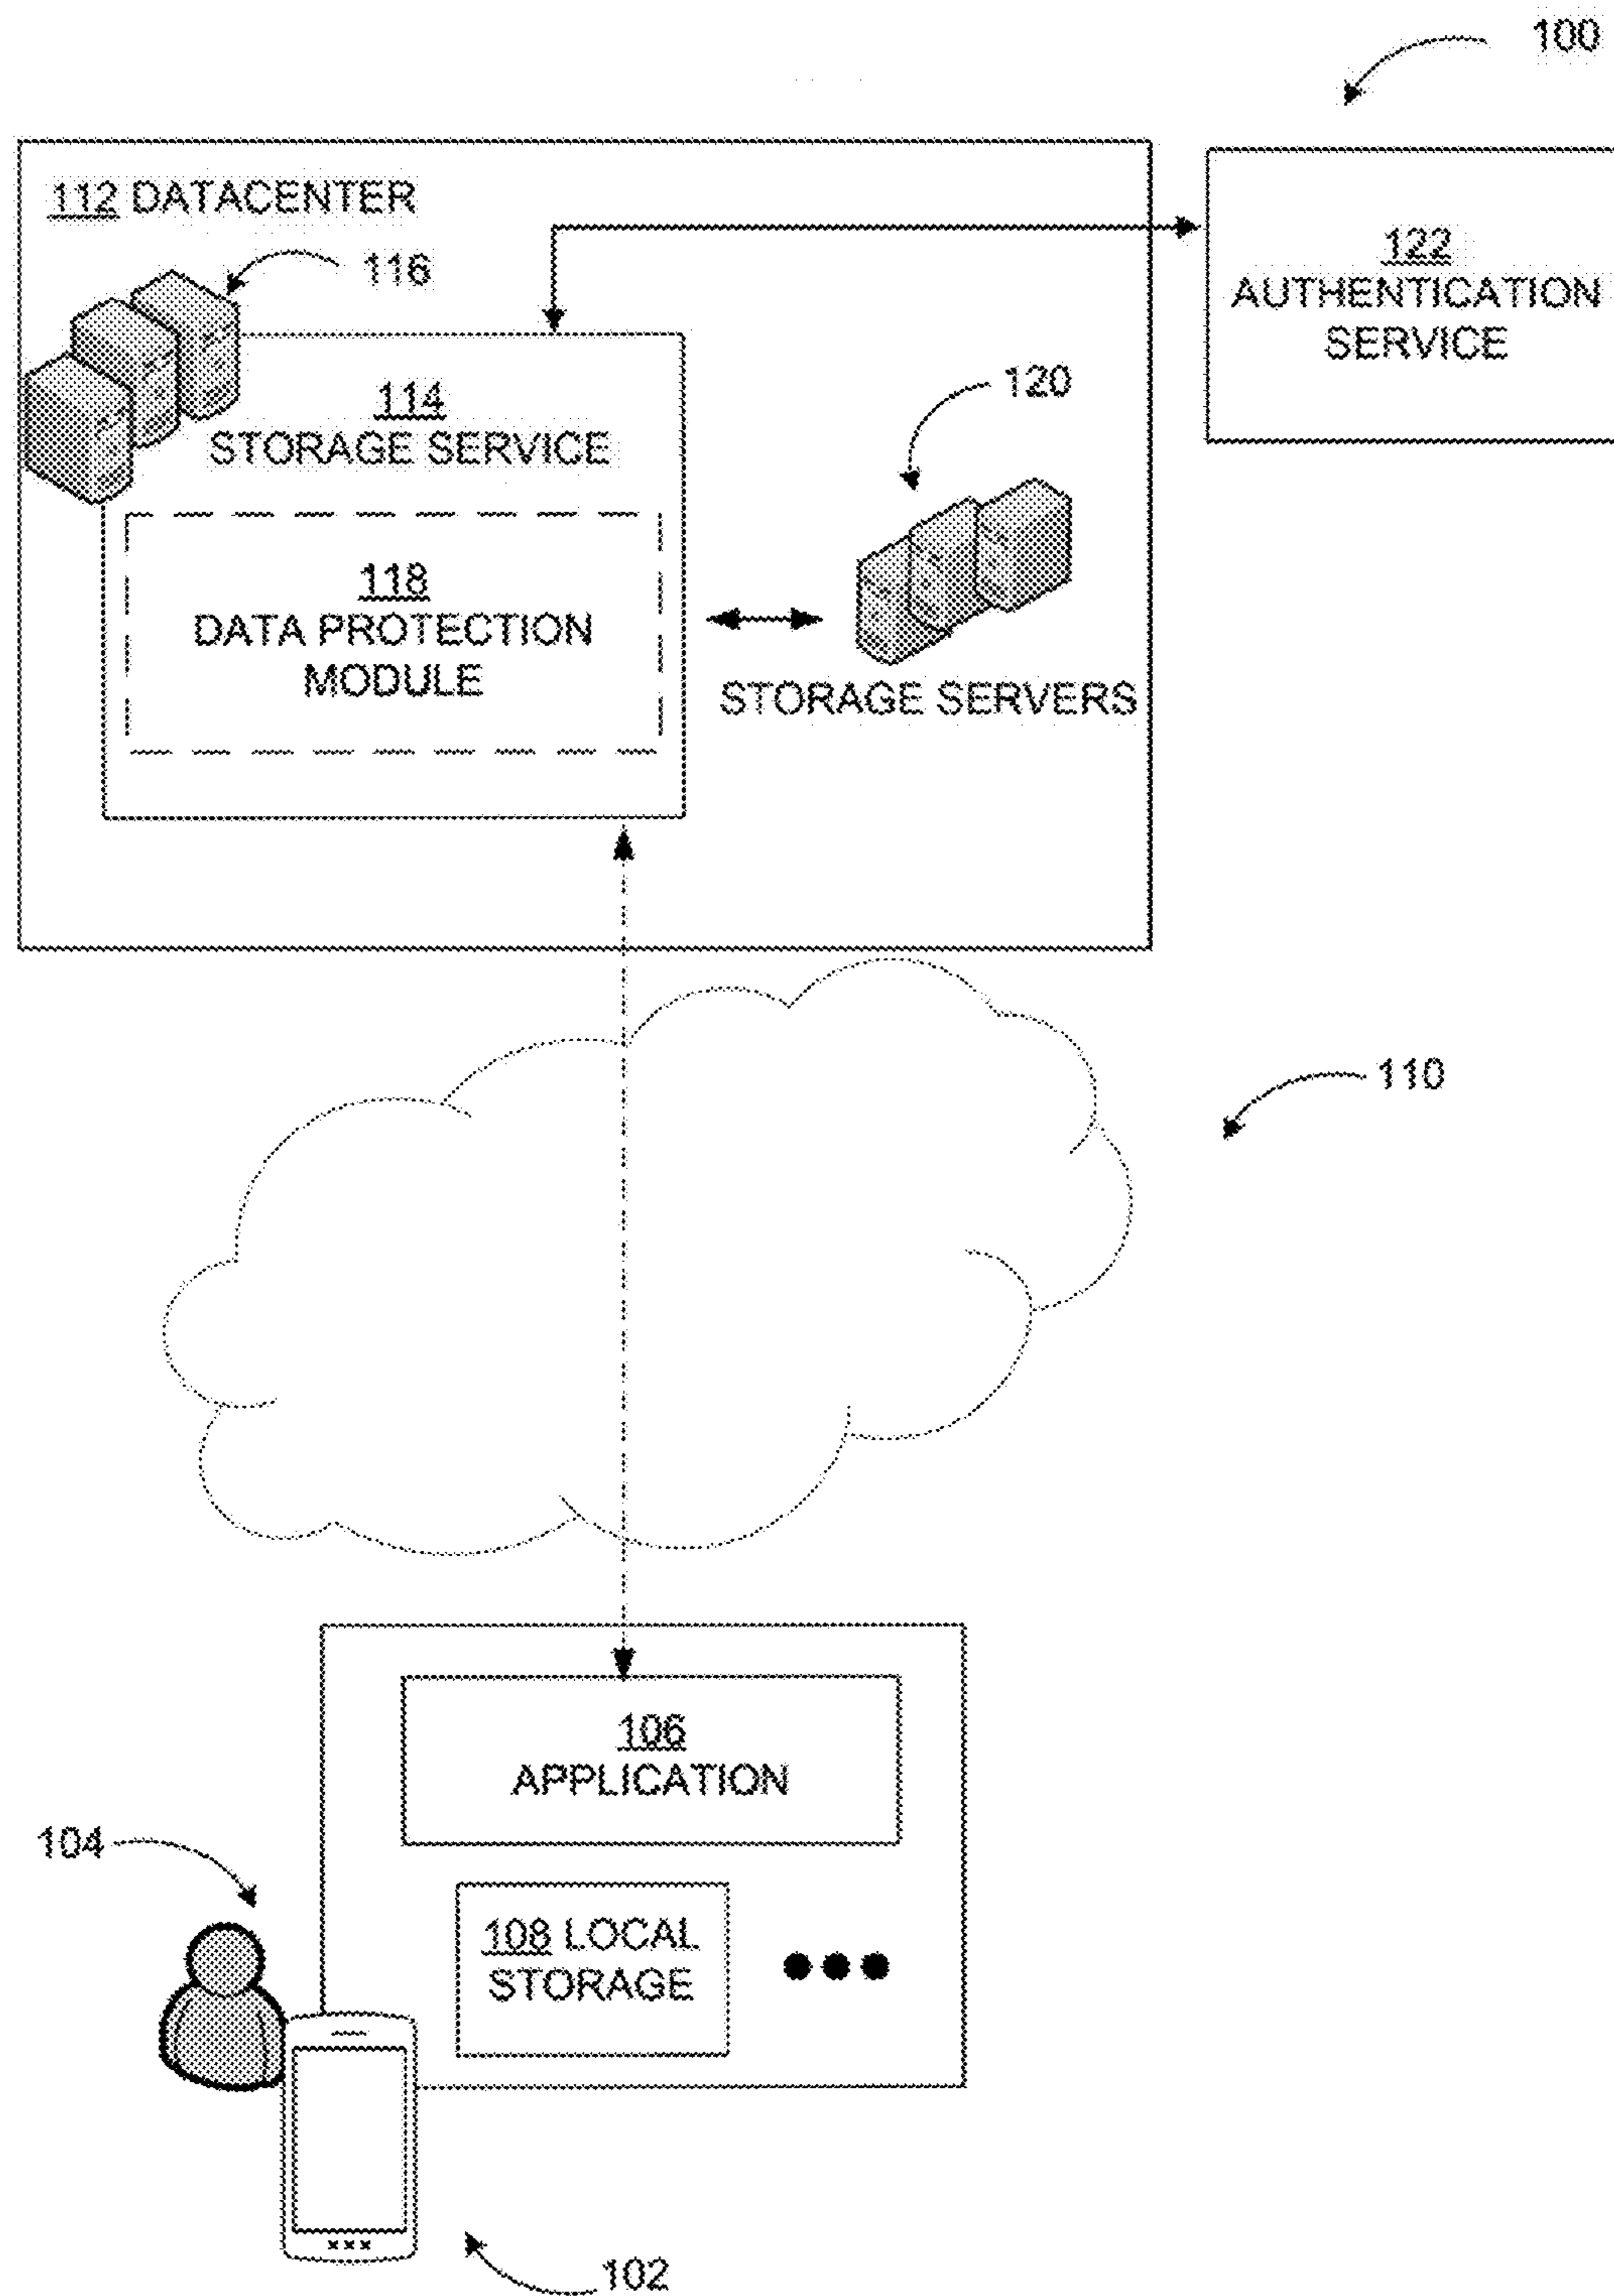 100
112 DATACENTER
116
122
AUTHENTICATION
SERVICE
114
STORAGE SERVICE
120
118
DATA PROTECTION
MODULE
STORAGE SERVERS
110
106
APPLICATION
104
108 LOCAL
STORAGE
102